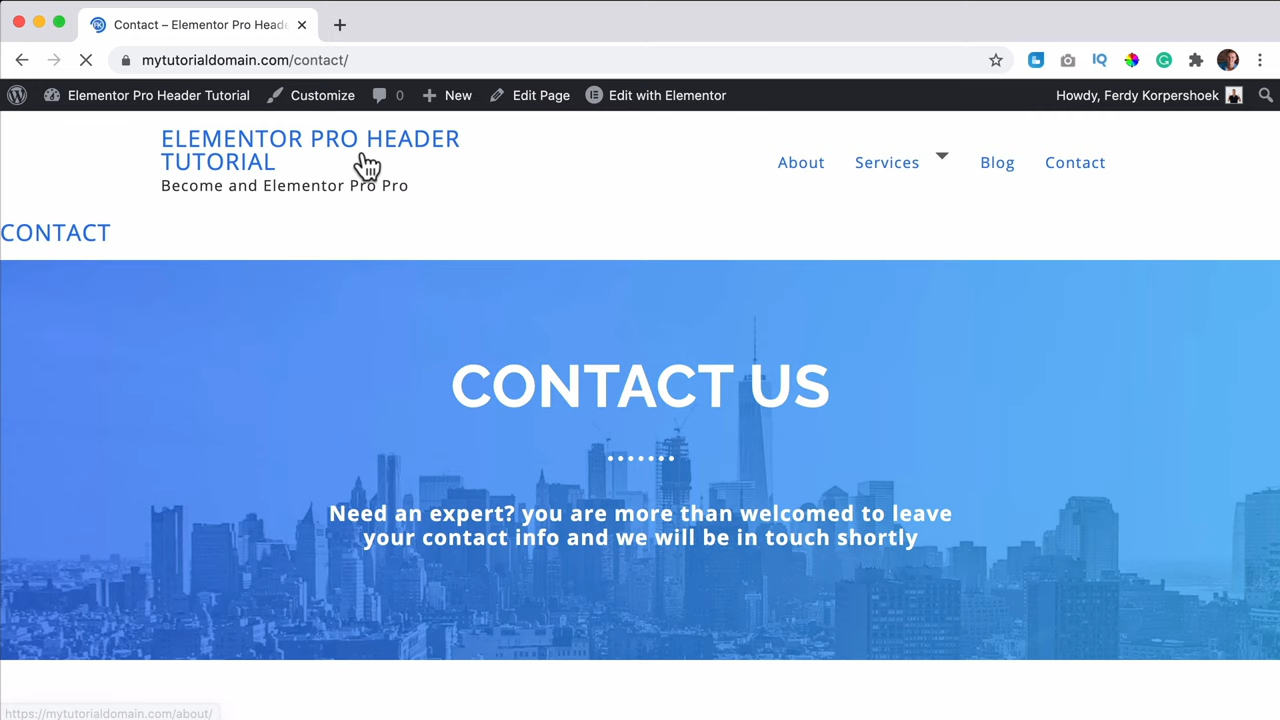 Contact – Elementor Pro Heade
mytutorialdomain.com/contact/
IQ
Elementor Pro Header Tutorial
Customize
0
New
Edit Page
Edit with Elementor
Howdy, Ferdy Korpershoek
ELEMENTOR PRO HEADER
TUTORIAL
Become and Elementor Pro Pro
About
Services
Blog
Contact
CONTACT
CONTACT US
Need an expert? you are more than welcomed to leave
your contact info and we will be in touch shortly
https://mytutorialdomain.com/about/